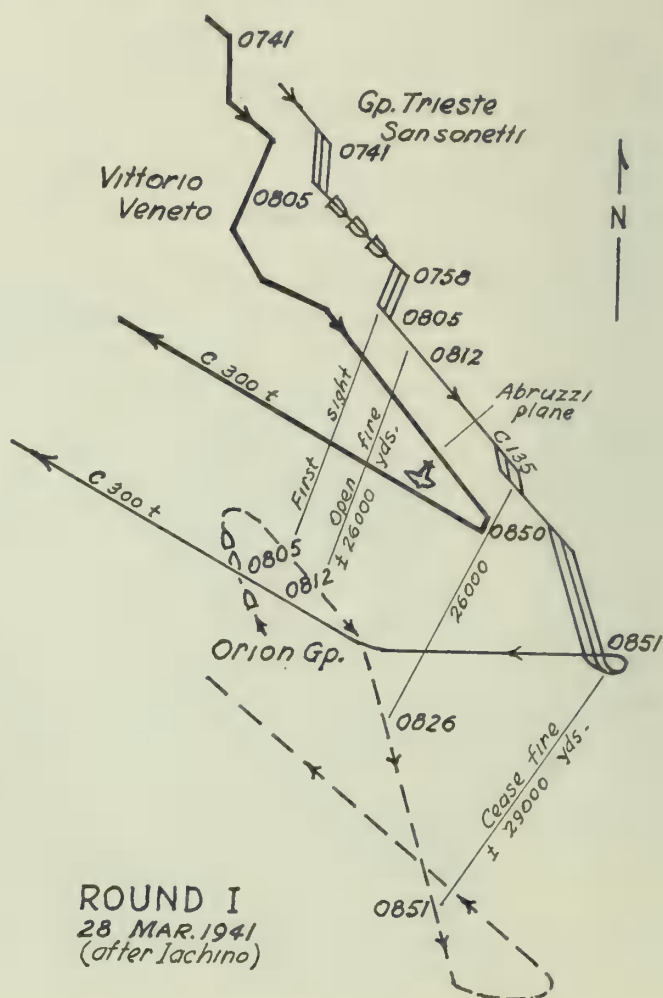 0741
Gp. Trieste
Sansonetti
0741
N
Vittorio
Veneto
0805
0758
0805
0812
C 300 t
First sight
Open fire
± 26000 yds.
Abruzzi
plane
C 135
C 300 t
0805
0812
0850
26000
Orion Gp.
0851
0826
Cease fire
± 29000 yds.
0851
ROUND I
28 MAR. 1941
(after Iachino)